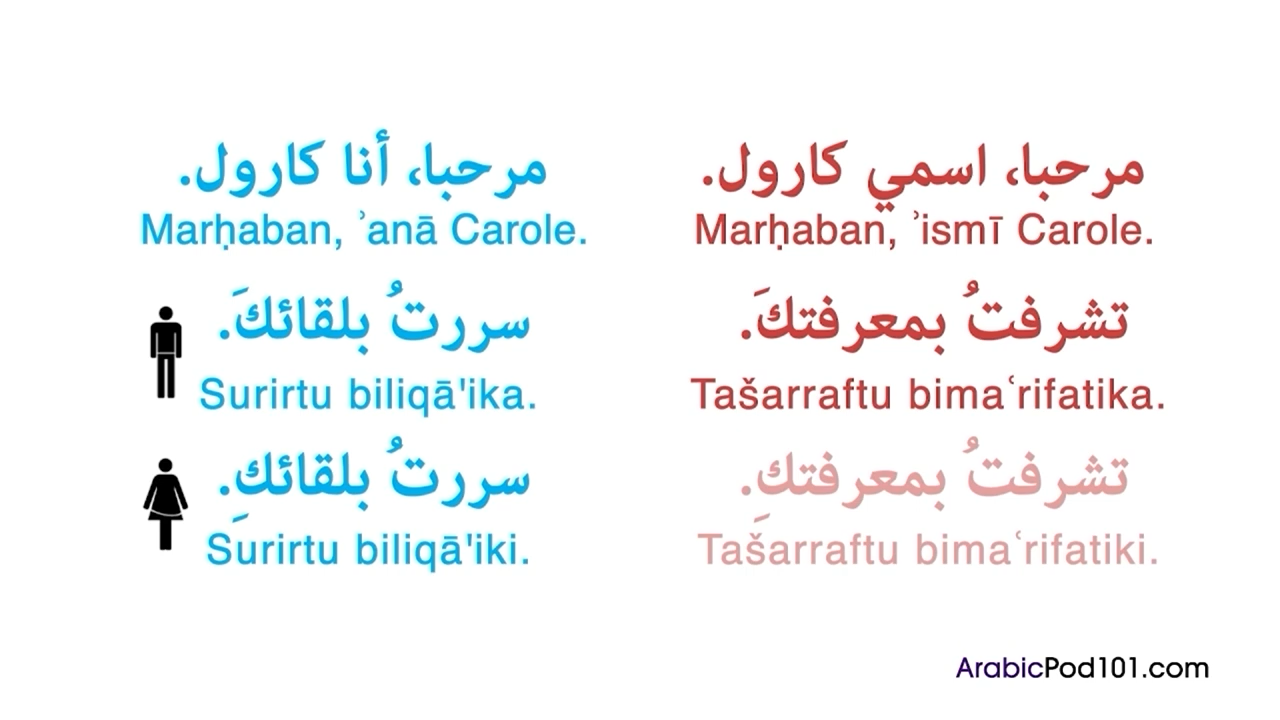 مرحبا، أنا كارول.
Marḥaban, ʾanā Carole.
سررتُ بلقائكَ.
Surirtu biliqā'ika.
سررتُ بلقائكِ.
Surirtu biliqā'iki.
مرحبا، اسمي كارول.
Marḥaban, ʾismī Carole.
تشرفتُ بمعرفتكَ.
Tašarraftu bimaʿrifatika.
تشرفتُ بمعرفتكِ.
Tašarraftu bimaʿrifatiki.
ArabicPod101.com